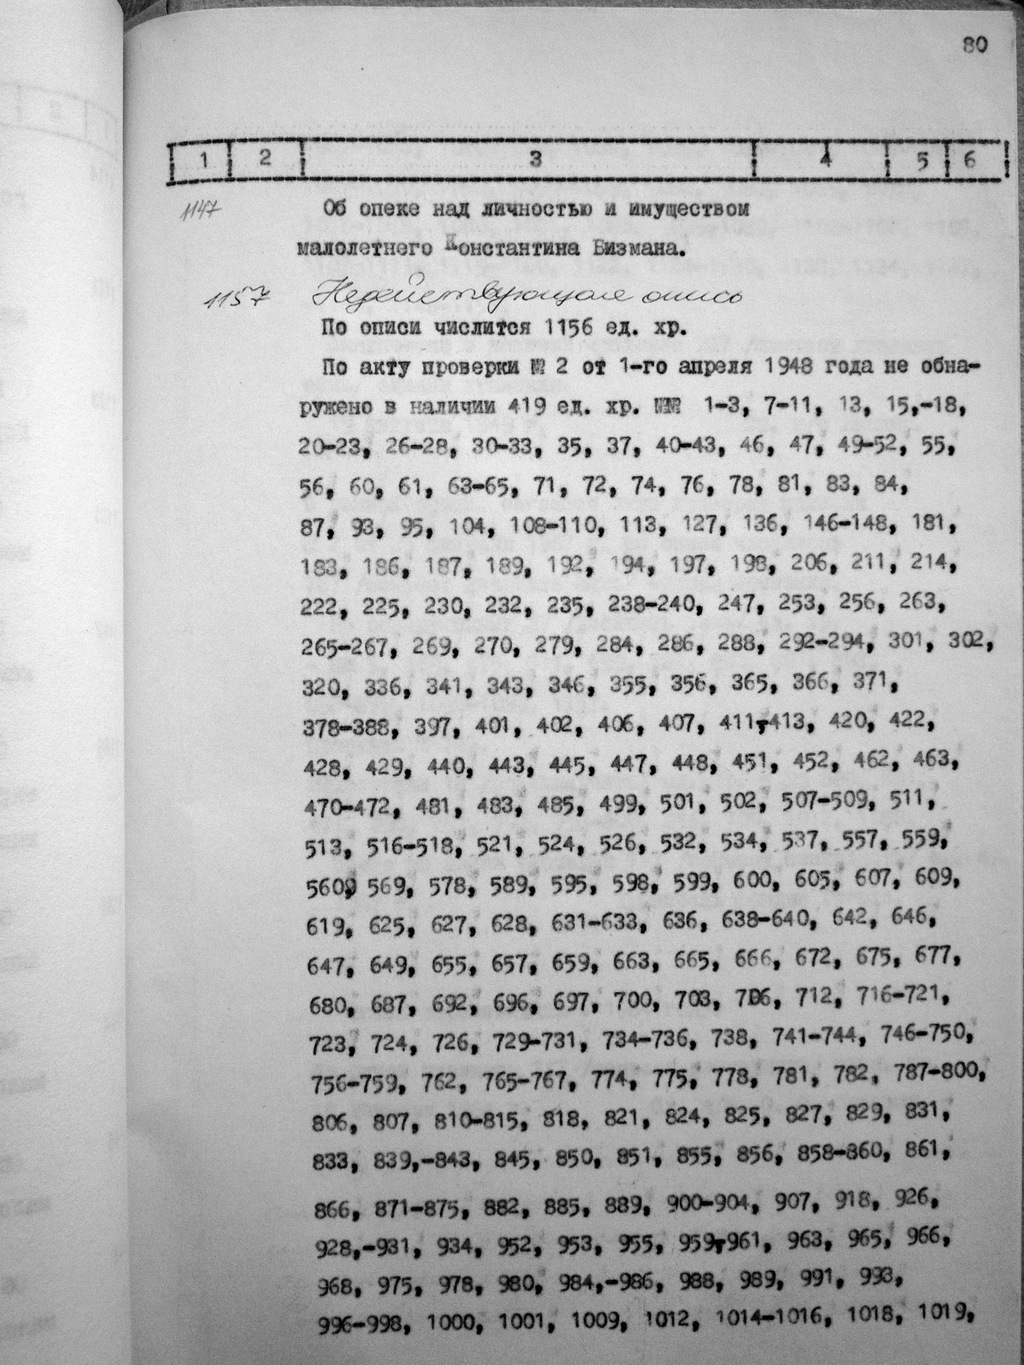 80
1 2 3 4 5 6
1147 Об опеке над личностью и имуществом
малолетнего Константина Бизмана.
1157 Недействующая опись
По описи числится 1156 ед. хр.
По акту проверки № 2 от 1-го апреля 1948 года не обна-
ружено в наличии 419 ед. хр. №№ 1-3, 7-11, 13, 15,-18,
20-23, 26-28, 30-33, 35, 37, 40-43, 46, 47, 49-52, 55,
56, 60, 61, 63-65, 71, 72, 74, 76, 78, 81, 83, 84,
87, 93, 95, 104, 108-110, 113, 127, 136, 146-148, 181,
183, 186, 187, 189, 192, 194, 197, 198, 206, 211, 214,
222, 225, 230, 232, 235, 238-240, 247, 253, 256, 263,
265-267, 269, 270, 279, 284, 286, 288, 292-294, 301, 302,
320, 336, 341, 343, 346, 355, 356, 365, 366, 371,
378-388, 397, 401, 402, 406, 407, 411,-413, 420, 422,
428, 429, 440, 443, 445, 447, 448, 451, 452, 462, 463,
470-472, 481, 483, 485, 499, 501, 502, 507-509, 511,
513, 516-518, 521, 524, 526, 532, 534, 537, 557, 559,
560, 569, 578, 589, 595, 598, 599, 600, 605, 607, 609,
619, 625, 627, 628, 631-633, 636, 638-640, 642, 646,
647, 649, 655, 657, 659, 663, 665, 666, 672, 675, 677,
680, 687, 692, 696, 697, 700, 703, 706, 712, 716-721,
723, 724, 726, 729-731, 734-736, 738, 741-744, 746-750,
756-759, 762, 765-767, 774, 775, 778, 781, 782, 787-800,
806, 807, 810-815, 818, 821, 824, 825, 827, 829, 831,
833, 839,-843, 845, 850, 851, 855, 856, 858-860, 861,
866, 871-875, 882, 885, 889, 900-904, 907, 918, 926,
928,-931, 934, 952, 953, 955, 959,-961, 963, 965, 966,
968, 975, 978, 980, 984,-986, 988, 989, 991, 993,
996-998, 1000, 1001, 1009, 1012, 1014-1016, 1018, 1019,